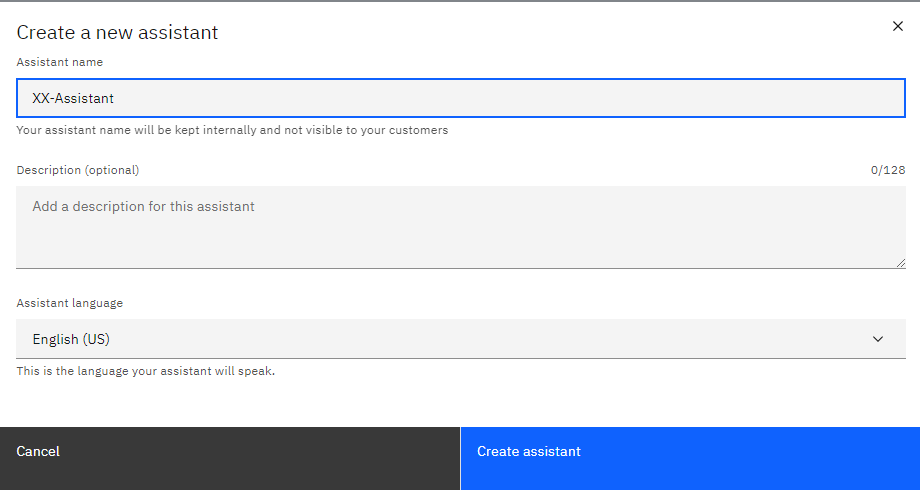 Create a new assistant
Assistant name
XX-Assistant
Your assistant name will be kept internally and not visible to your customers
Description (optional) 0/128
Add a description for this assistant
Assistant language
English (US)
This is the language your assistant will speak.
Cancel Create assistant